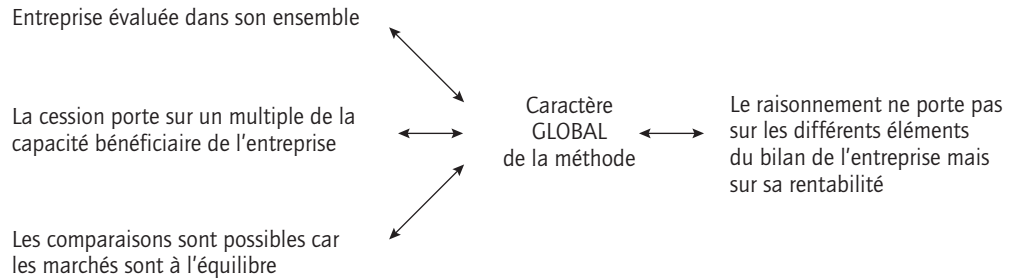 Entreprise évaluée dans son ensemble
La cession porte sur un multiple de la
capacité bénéficiaire de l'entreprise
Les comparaisons sont possibles car
les marchés sont à l'équilibre
Caractère
GLOBAL
de la méthode
Le raisonnement ne porte pas
sur les différents éléments
du bilan de l'entreprise mais
sur sa rentabilité